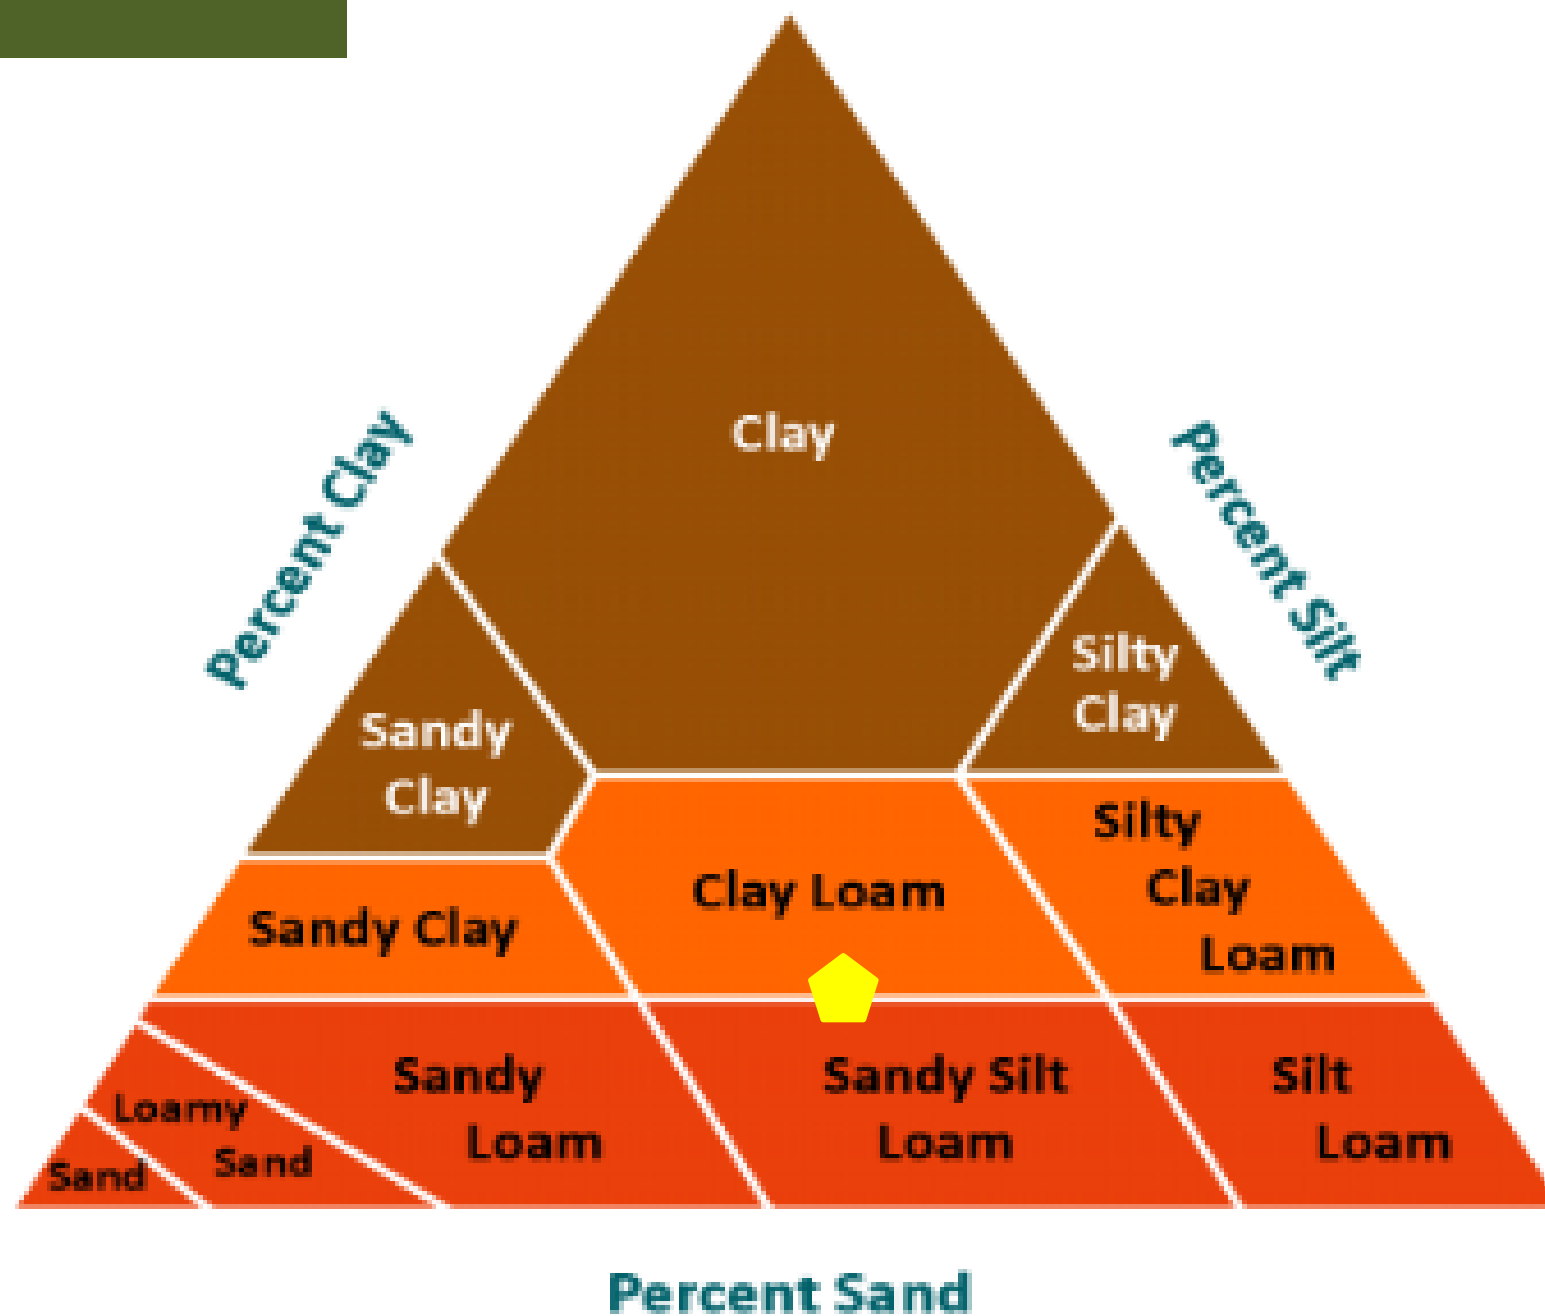 Clay
Percent Clay
Percent Silt
Silty
Clay
Sandy
Clay
Silty
Clay
Loam
Clay Loam
Sandy Clay
Sandy
Loam
Sandy Silt
Loam
Silt
Loam
Loamy
Sand
Sand
Percent Sand